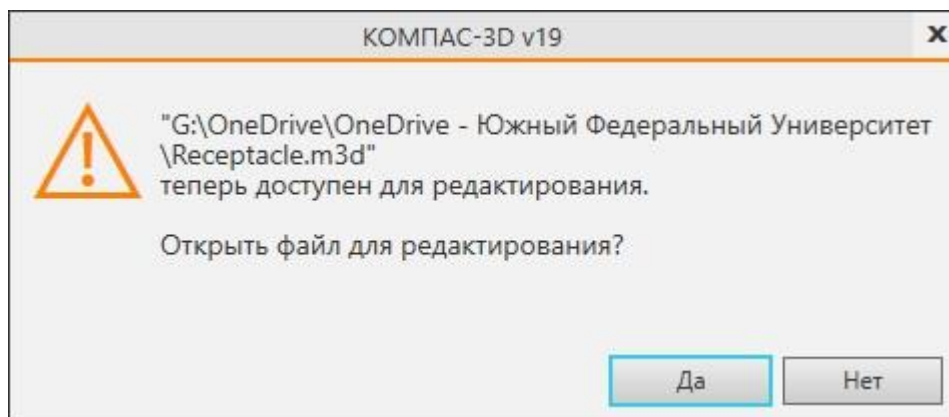 КОМПАС-3D v19
x
"G:\OneDrive\OneDrive - Южный Федеральный Университет
\Receptacle.m3d"
теперь доступен для редактирования.
Открыть файл для редактирования?
Да
Нет